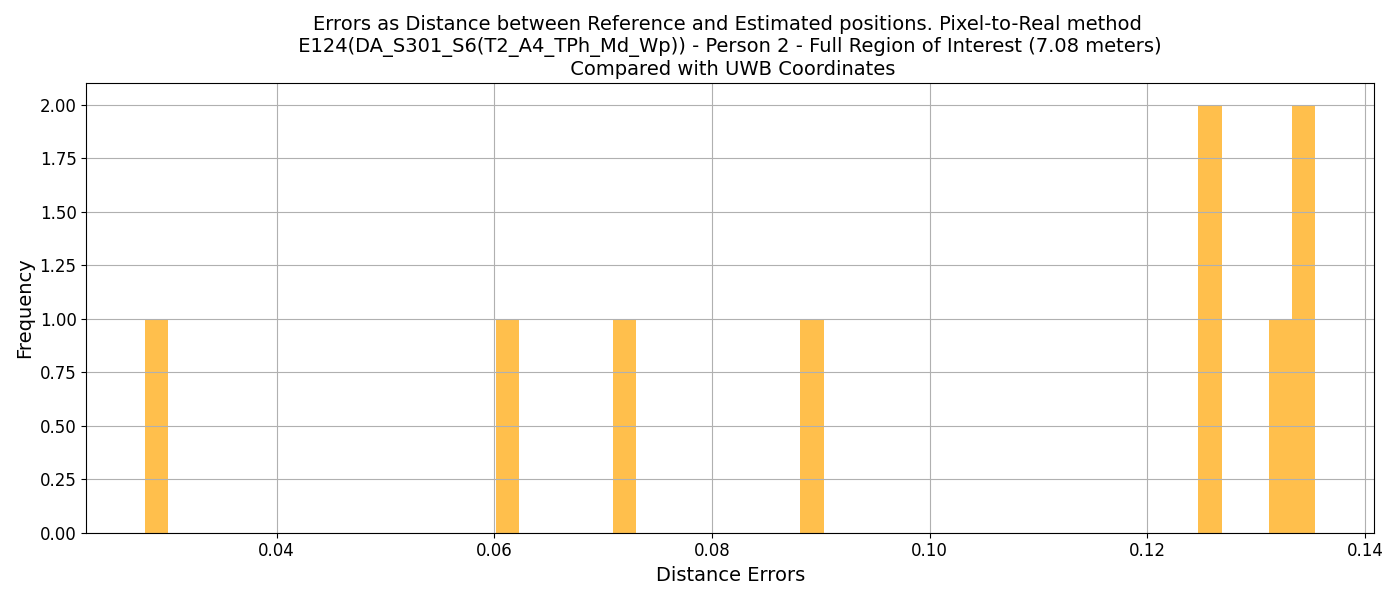 Errors as Distance between Reference and Estimated positions. Pixel-to-Real method
E124(DA_S301_S6(T2_A4_TPh_Md_Wp)) - Person 2 - Full Region of Interest (7.08 meters)
Compared with UWB Coordinates
2.00
1.75
1.50
1.25
1.00
0.75
0.50
0.25
0.00
Frequency
0.04 0.06 0.08 0.10 0.12 0.14
Distance Errors